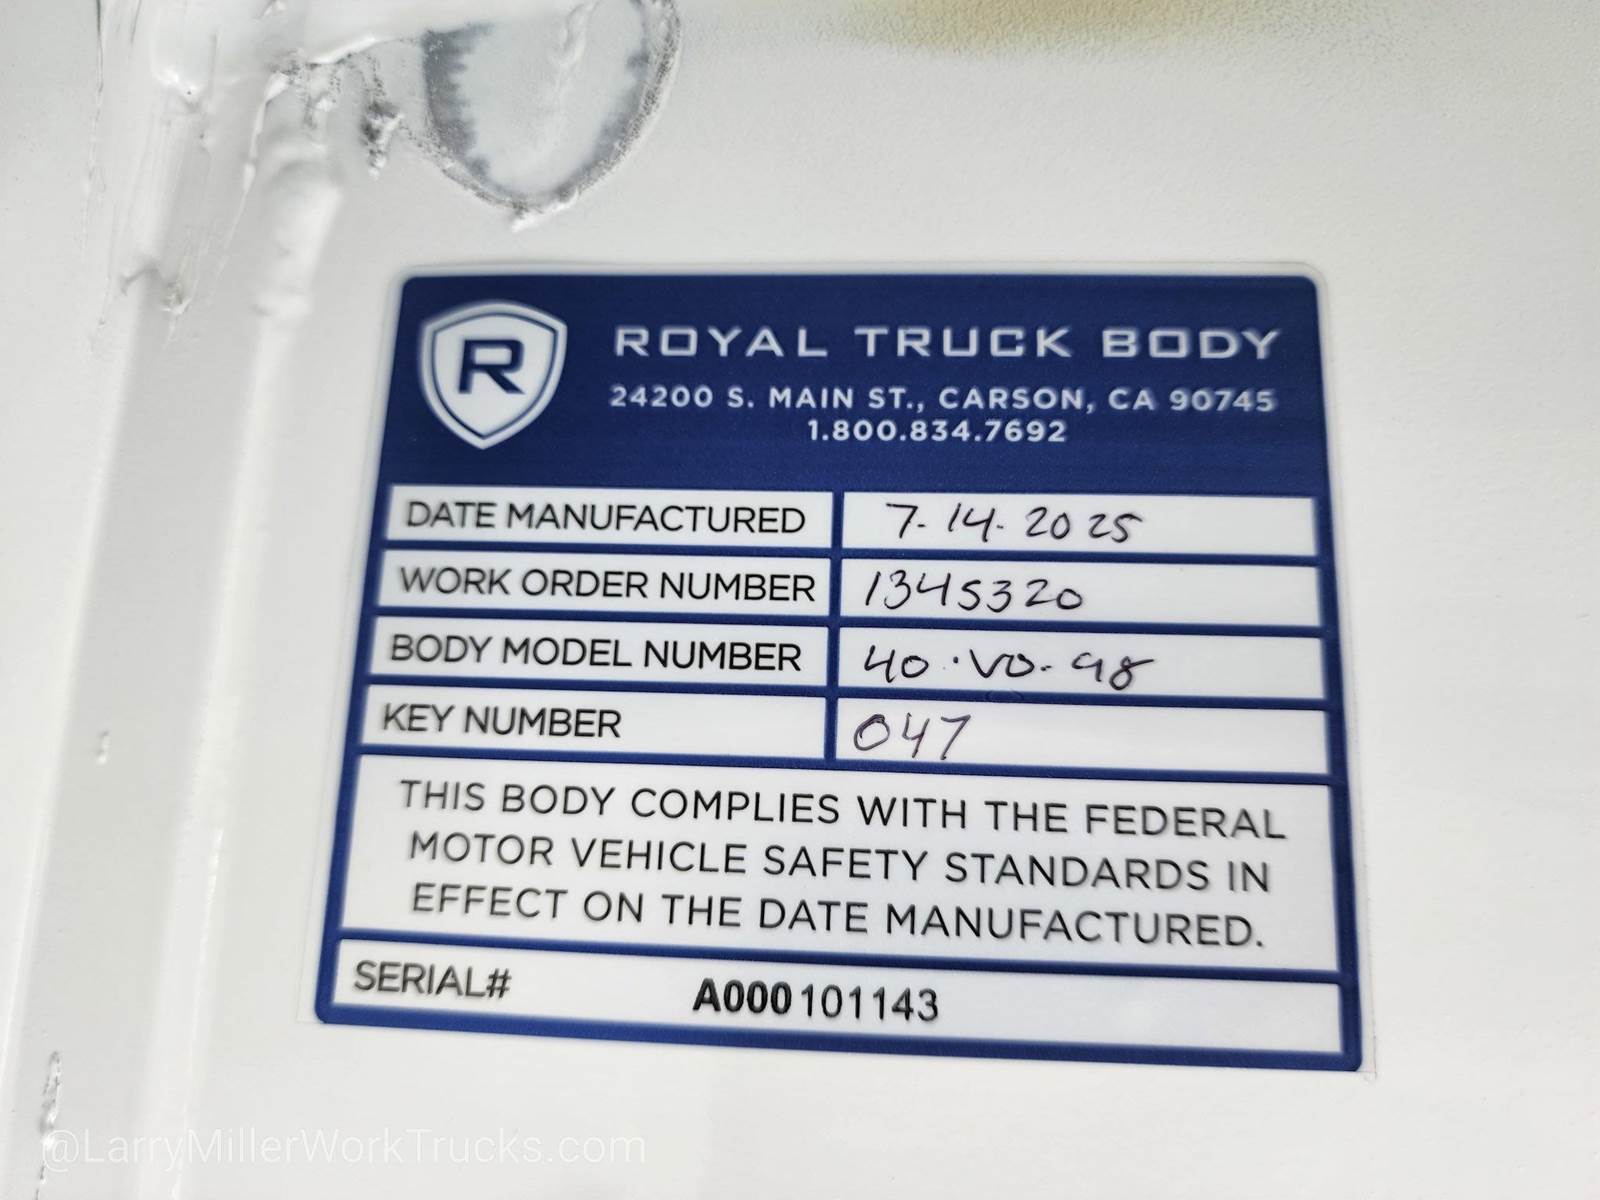 R
ROYAL TRUCK BODY
24200 S. MAIN ST., CARSON, CA 90745
1.800.834.7692
DATE MANUFACTURED 7-14-2025
WORK ORDER NUMBER 1345320
BODY MODEL NUMBER 40-VO-98
KEY NUMBER 047
THIS BODY COMPLIES WITH THE FEDERAL
MOTOR VEHICLE SAFETY STANDARDS IN
EFFECT ON THE DATE MANUFACTURED.
SERIAL# A000101143
@LarryMillerWorkTrucks.com